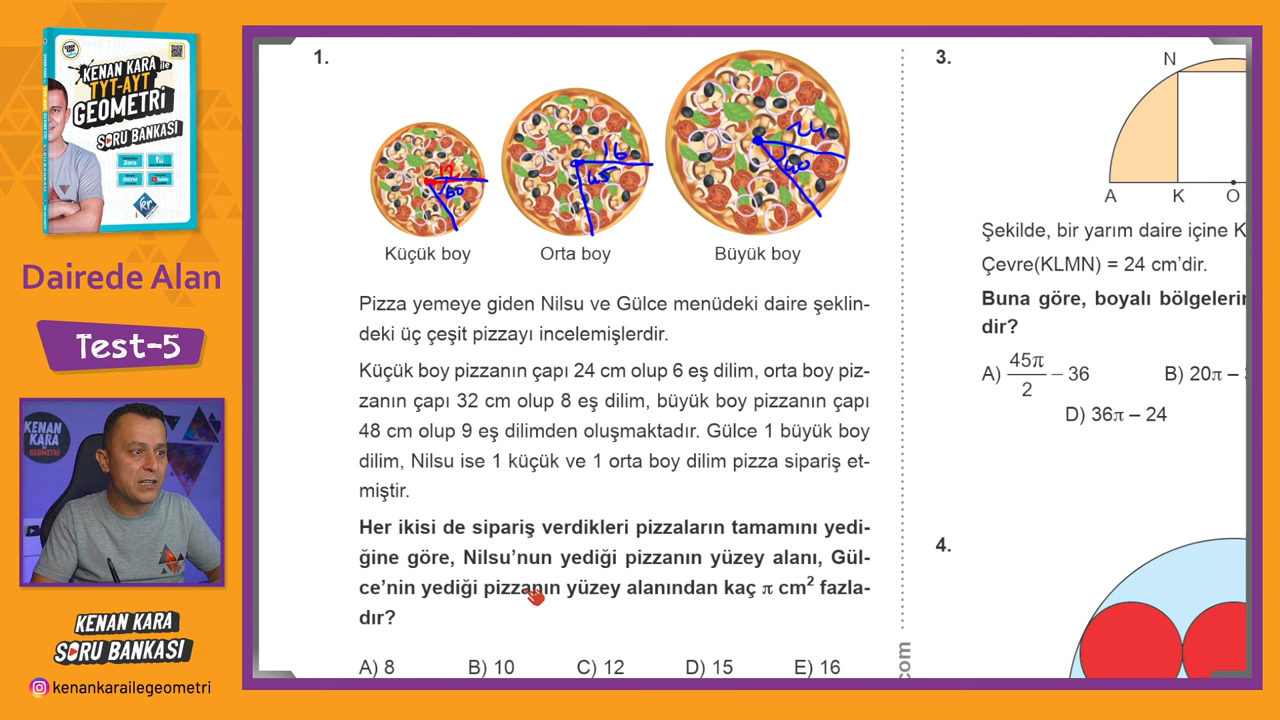 KENAN KARA ile
TYT-AYT
GEOMETRİ
SORU BANKASI
Dairede Alan
Test-5
KENAN KARA
GEOMETRİ
KENAN KARA
SORU BANKASI
kenankarailegeometri
1.
12
60
16
45
24
40
Küçük boy
Orta boy
Büyük boy
Pizza yemeye giden Nilsu ve Gülce menüdeki daire şeklin-
deki üç çeşit pizzayı incelemişlerdir.
Küçük boy pizzanın çapı 24 cm olup 6 eş dilim, orta boy piz-
zanın çapı 32 cm olup 8 eş dilim, büyük boy pizzanın çapı
48 cm olup 9 eş dilimden oluşmaktadır. Gülce 1 büyük boy
dilim, Nilsu ise 1 küçük ve 1 orta boy dilim pizza sipariş et-
miştir.
Her ikisi de sipariş verdikleri pizzaların tamamını yedi-
ğine göre, Nilsu’nun yediği pizzanın yüzey alanı, Gül-
ce’nin yediği pizzanın yüzey alanından kaç π cm² fazla-
dır?
A) 8 B) 10 C) 12 D) 15 E) 16
com
3.
N
A K O
Şekilde, bir yarım daire içine K
Çevre(KLMN) = 24 cm’dir.
Buna göre, boyalı bölgelerin
dir?
A) 45π/2 − 36 B) 20π −
D) 36π − 24
4.